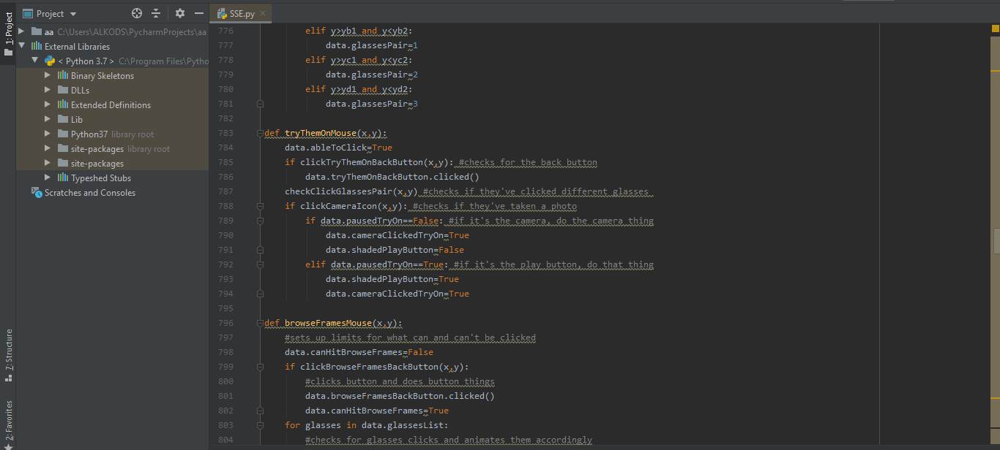 Project
SSE.py
1: Project
aa C:\Users\ALKODS\PycharmProjects\aa
External Libraries
< Python 3.7 > C:\Program Files\Pytho
Binary Skeletons
DLLs
Extended Definitions
Lib
Python37 library root
site-packages library root
site-packages
Typeshed Stubs
Scratches and Consoles
7: Structure
2: Favorites
776 elif y>yb1 and y<yb2:
777 data.glassesPair=1
778 elif y>yc1 and y<yc2:
779 data.glassesPair=2
780 elif y>yd1 and y<yd2:
781 data.glassesPair=3
782
783 def tryThemOnMouse(x,y):
784 data.ableToClick=True
785 if clickTryThemOnBackButton(x,y): #checks for the back button
786 data.tryThemOnBackButton.clicked()
787 checkClickGlassesPair(x,y) #checks if they've clicked different glasses
788 if clickCameraIcon(x,y): #checks if they've taken a photo
789 if data.pausedTryOn==False: #if it's the camera, do the camera thing
790 data.cameraClickedTryOn=True
791 data.shadedPlayButton=False
792 elif data.pausedTryOn==True: #if it's the play button, do that thing
793 data.shadedPlayButton=True
794 data.cameraClickedTryOn=True
795
796 def browseFramesMouse(x,y):
797 #sets up limits for what can and can't be clicked
798 data.canHitBrowseFrames=False
799 if clickBrowseFramesBackButton(x,y):
800 #clicks button and does button things
801 data.browseFramesBackButton.clicked()
802 data.canHitBrowseFrames=True
803 for glasses in data.glassesList:
804 #checks for glasses clicks and animates them accordingly